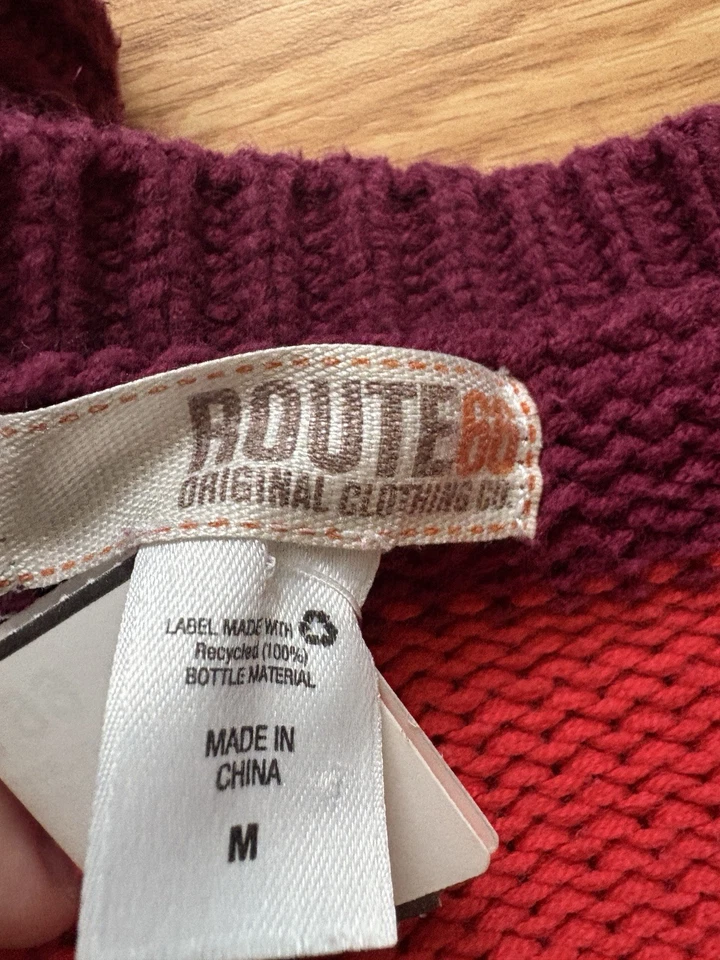 ROUTE66
ORIGINAL CLOTHING CO
LABEL MADE WITH
Recycled (100%)
BOTTLE MATERIAL
MADE IN
CHINA
M